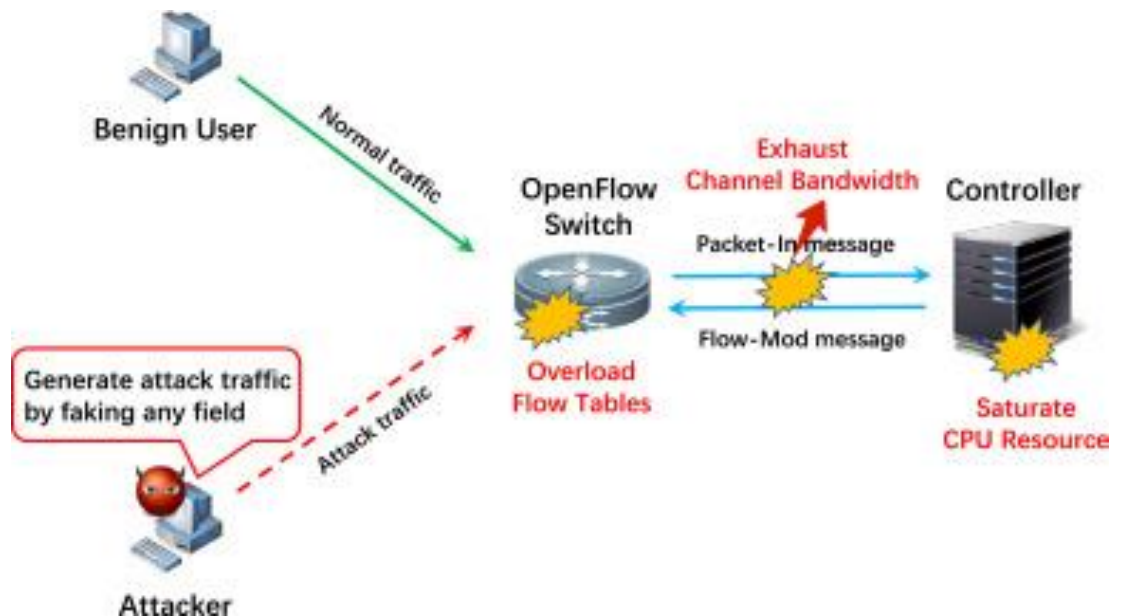 Benign User
Normal traffic
OpenFlow
Switch
Exhaust
Channel Bandwidth
Controller
Packet-In message
Flow-Mod message
Overload
Flow Tables
Saturate
CPU Resource
Generate attack traffic
by faking any field
Attack traffic
Attacker